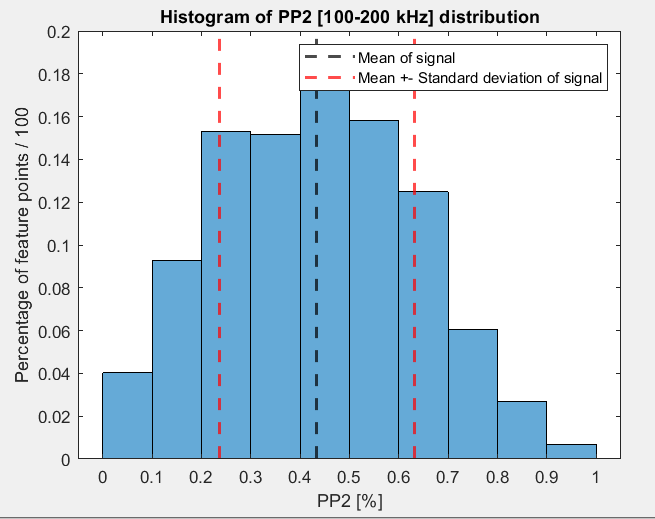 Histogram of PP2 [100-200 kHz] distribution
Mean of signal
Mean +- Standard deviation of signal
Percentage of feature points / 100
0.2
0.18
0.16
0.14
0.12
0.1
0.08
0.06
0.04
0.02
0
0 0.1 0.2 0.3 0.4 0.5 0.6 0.7 0.8 0.9 1
PP2 [%]